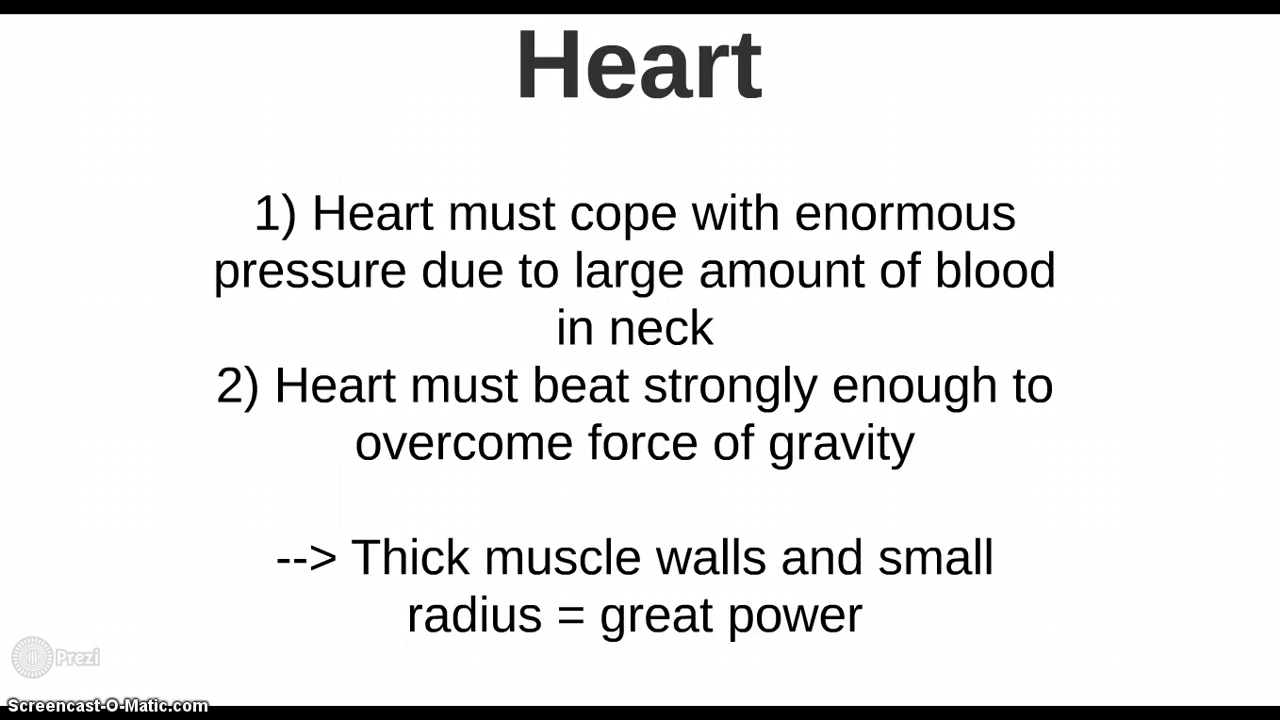 Heart
1) Heart must cope with enormous
pressure due to large amount of blood
in neck
2) Heart must beat strongly enough to
overcome force of gravity
--> Thick muscle walls and small
radius = great power
Prezi
Screencast-O-Matic.com